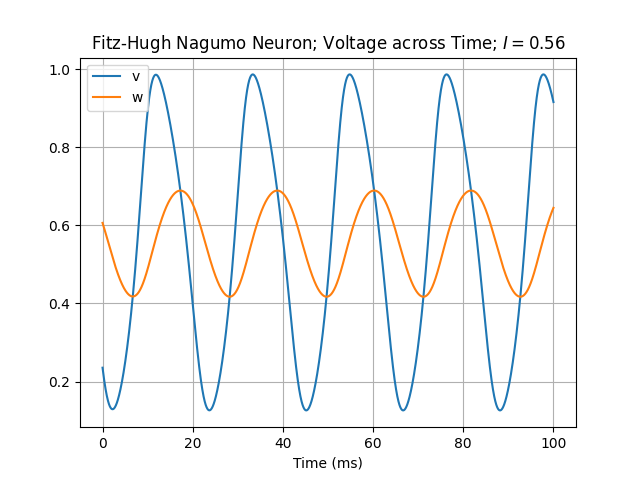 Fitz-Hugh Nagumo Neuron; Voltage across Time; $I = 0.56$
v
w
1.0
0.8
0.6
0.4
0.2
0 20 40 60 80 100
Time (ms)